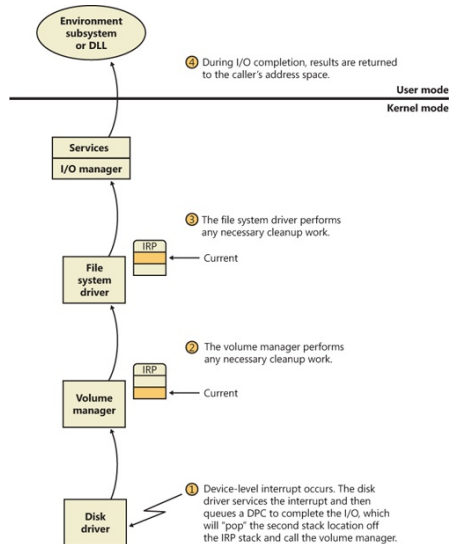 Environment
subsystem
or DLL
4 During I/O completion, results are returned
to the caller's address space.
User mode
Kernel mode
Services
I/O manager
3 The file system driver performs
any necessary cleanup work.
IRP
Current
File
system
driver
2 The volume manager performs
any necessary cleanup work.
IRP
Current
Volume
manager
1 Device-level interrupt occurs. The disk
driver services the interrupt and then
queues a DPC to complete the I/O, which
will "pop" the second stack location off
the IRP stack and call the volume manager.
Disk
driver